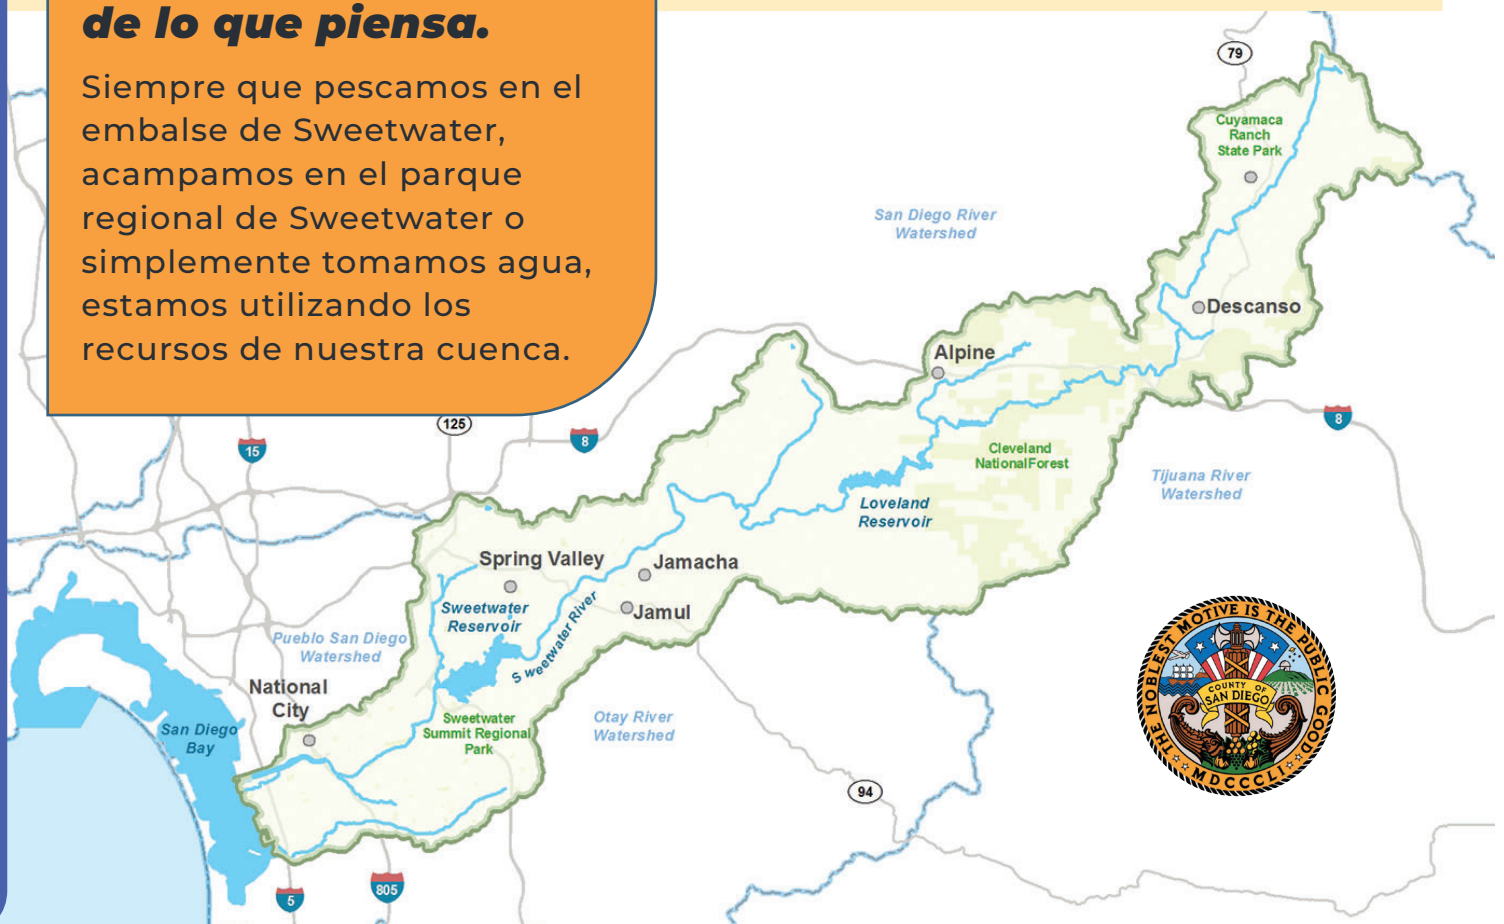 de lo que piensa.
Siempre que pescamos en el
embalse de Sweetwater,
acampamos en el parque
regional de Sweetwater o
simplemente tomamos agua,
estamos utilizando los
recursos de nuestra cuenca.
79
Cuyamaca
Ranch
State Park
San Diego River
Watershed
Descanso
Alpine
125
15
8
8
Cleveland
NationalForest
Tijuana River
Watershed
Loveland
Reservoir
Spring Valley
Jamacha
Sweetwater
Reservoir
Jamul
Sweetwater River
Pueblo San Diego
Watershed
National
City
San Diego
Bay
Sweetwater
Summit Regional
Park
Otay River
Watershed
94
805
5
THE NOBLEST MOTIVE IS THE PUBLIC GOOD
COUNTY OF
SAN DIEGO
MDCCCLI